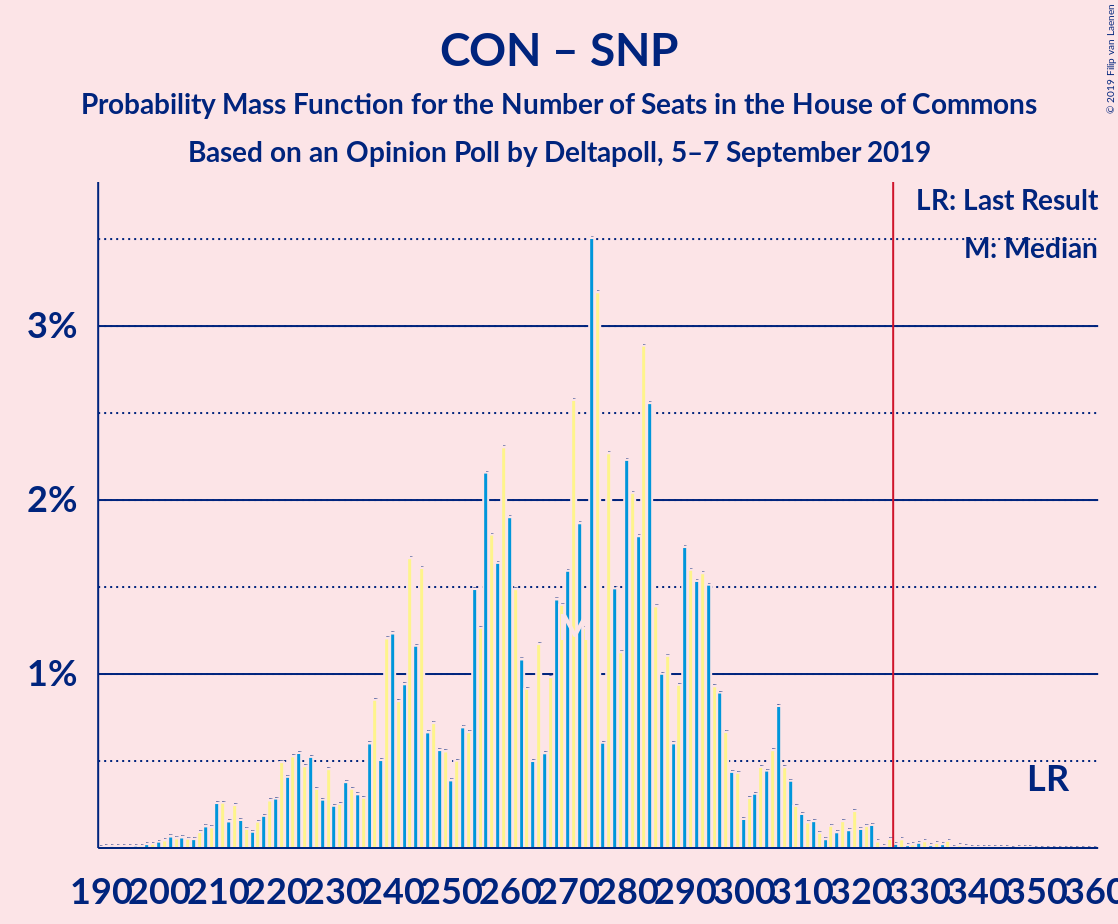 CON – SNP
Probability Mass Function for the Number of Seats in the House of Commons
Based on an Opinion Poll by Deltapoll, 5–7 September 2019
© 2019 Filip van Laenen
LR: Last Result
M: Median
3%
2%
1%
M
LR
190 200 210 220 230 240 250 260 270 280 290 300 310 320 330 340 350 360